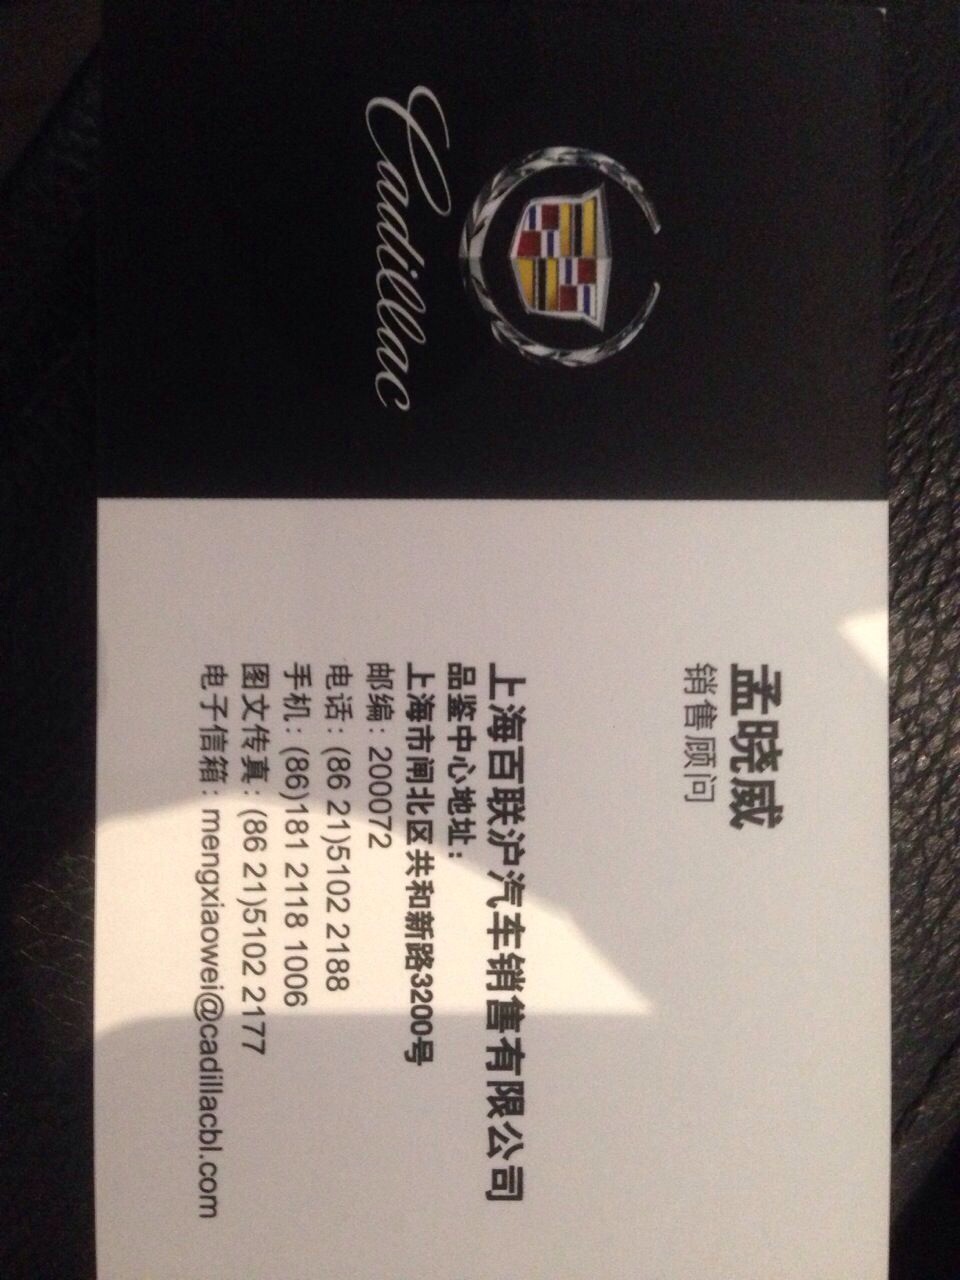 Cadillac
孟晓威
销售顾问
上海百联沪汽车销售有限公司
品鉴中心地址：
上海市闸北区共和新路3200号
邮编：200072
电话：(86 21)5102 2188
手机：(86)181 2118 1006
图文传真：(86 21)5102 2177
电子信箱：mengxiaowei@cadillacbl.com